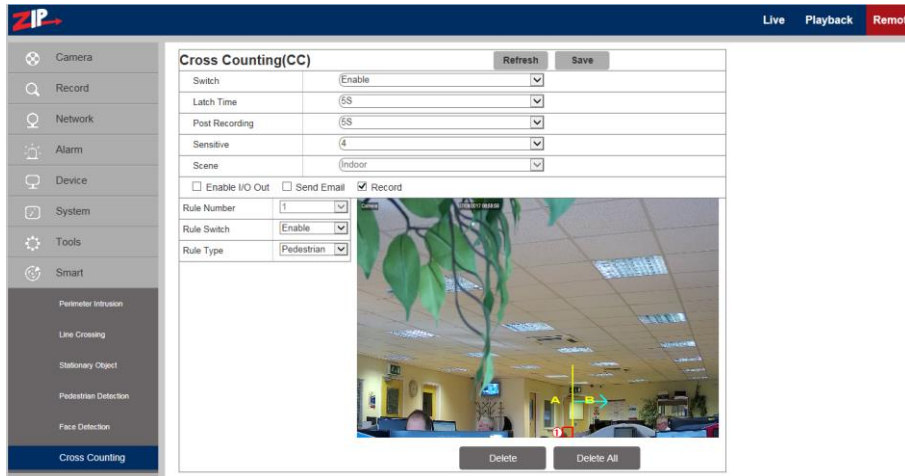 ZIP
Live Playback Remot
Camera
Record
Network
Alarm
Device
System
Tools
Smart
Perimeter Intrusion
Line Crossing
Stationary Object
Pedestrian Detection
Face Detection
Cross Counting
Cross Counting(CC) Refresh Save
Switch Enable
Latch Time 5S
Post Recording 5S
Sensitive 4
Scene Indoor
Enable I/O Out Send Email Record
Rule Number 1
Rule Switch Enable
Rule Type Pedestrian
Camera
A B
1
Delete Delete All